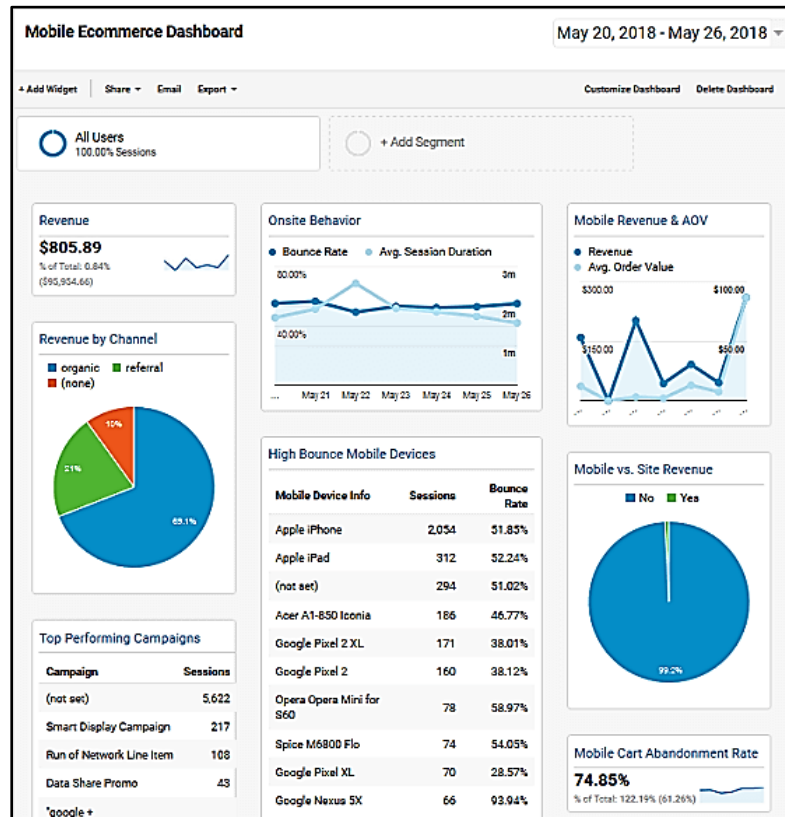 Mobile Ecommerce Dashboard
May 20, 2018 - May 26, 2018
+ Add Widget
Share
Email
Export
Customize Dashboard
Delete Dashboard
All Users
100.00% Sessions
+ Add Segment
Revenue
$805.89
% of Total: 0.84%
($95,954.66)
Revenue by Channel
organic
referral
(none)
10%
21%
69.1%
Top Performing Campaigns
Campaign Sessions
(not set) 5,622
Smart Display Campaign 217
Run of Network Line Item 108
Data Share Promo 43
"google +
Onsite Behavior
Bounce Rate
Avg. Session Duration
80.00%
3m
40.00%
2m
1m
... May 21 May 22 May 23 May 24 May 25 May 26
High Bounce Mobile Devices
Mobile Device Info Sessions Bounce
Rate
Apple iPhone 2,054 51.85%
Apple iPad 312 52.24%
(not set) 294 51.02%
Acer A1-850 Iconia 186 46.77%
Google Pixel 2 XL 171 38.01%
Google Pixel 2 160 38.12%
Opera Opera Mini for
S60 78 58.97%
Spice M6800 Flo 74 54.05%
Google Pixel XL 70 28.57%
Google Nexus 5X 66 93.94%
Mobile Revenue & AOV
Revenue
Avg. Order Value
$300.00
$100.00
$150.00
$50.00
... ... ... ... ... ... ...
Mobile vs. Site Revenue
No
Yes
99.2%
Mobile Cart Abandonment Rate
74.85%
% of Total: 122.19% (61.26%)